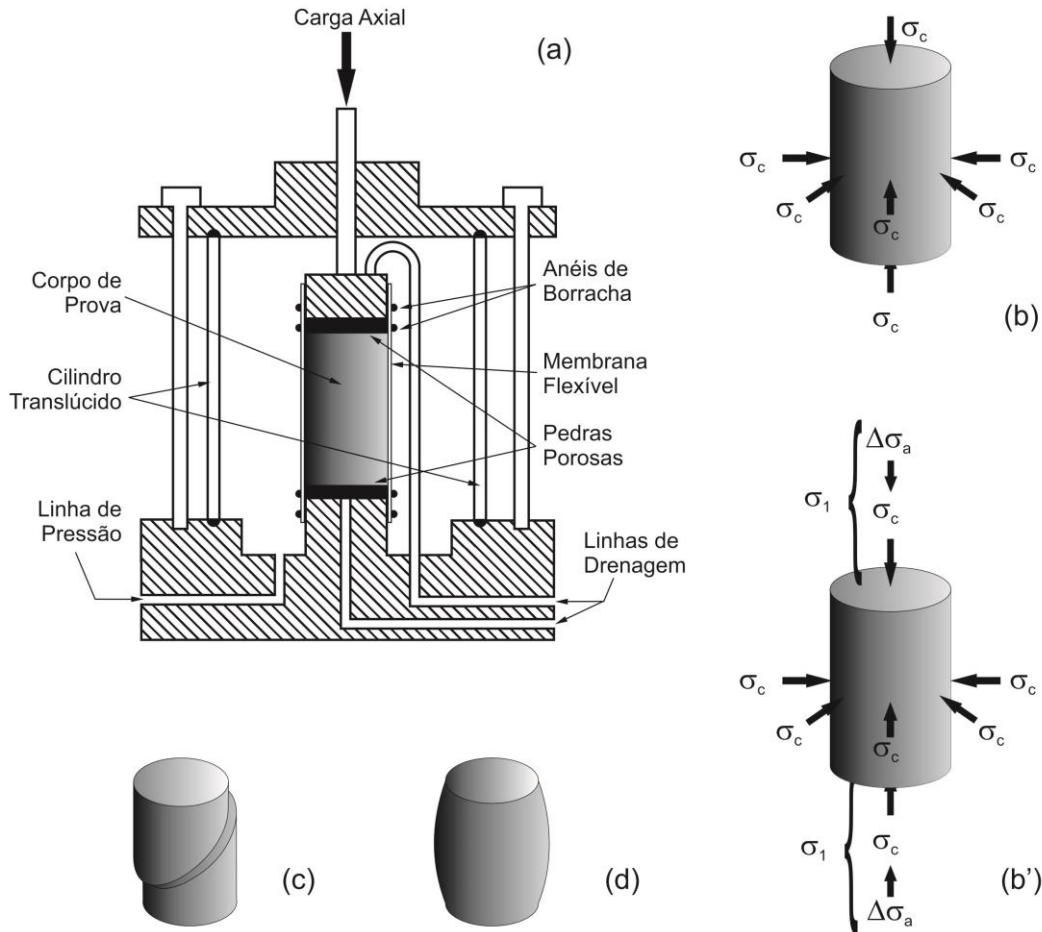 Carga Axial
(a)
Corpo de
Prova
Cilindro
Translúcido
Linha de
Pressão
Anéis de
Borracha
Membrana
Flexível
Pedras
Porosas
Linhas de
Drenagem
σc
σc
σc
σc
σc
σc
σc
(b)
Δσa
σ1
σc
σc
σc
σc
σc
σc
σ1
σc
Δσa
(b’)
(c)
(d)